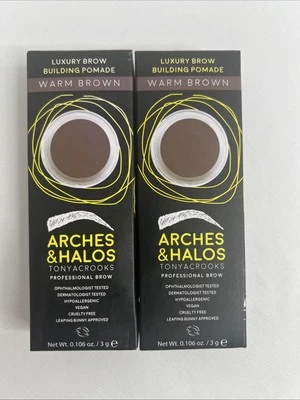 LUXURY BROW
BUILDING POMADE
WARM BROWN
ARCHES
&HALOS
TONYACROOKS
PROFESSIONAL BROW
OPHTHALMOLOGIST TESTED
DERMATOLOGIST TESTED
HYPOALLERGENIC
VEGAN
CRUELTY FREE
LEAPING BUNNY APPROVED
Net Wt. 0.106 oz. / 3 g e
LUXURY BROW
BUILDING POMADE
WARM BROWN
ARCHES
&HALOS
TONYACROOKS
PROFESSIONAL BROW
OPHTHALMOLOGIST TESTED
DERMATOLOGIST TESTED
HYPOALLERGENIC
VEGAN
CRUELTY FREE
LEAPING BUNNY APPROVED
Net Wt. 0.106 oz. / 3 g e